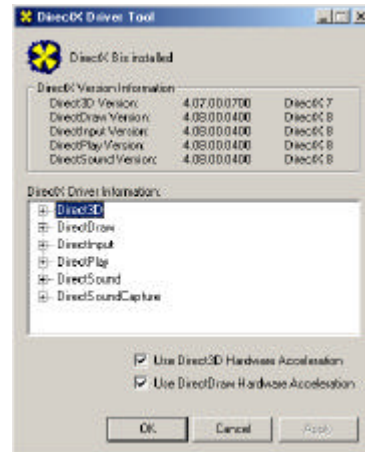 DirectX Driver Tool
DirectX 8 is installed
DirectX Version Information
Direct3D Version: 4.07.00.0700 DirectX 7
DirectDraw Version: 4.08.00.0400 DirectX 8
DirectInput Version: 4.08.00.0400 DirectX 8
DirectPlay Version: 4.08.00.0400 DirectX 8
DirectSound Version: 4.08.00.0400 DirectX 8
DirectX Driver Information:
Direct3D
DirectDraw
DirectInput
DirectPlay
DirectSound
DirectSoundCapture
Use Direct3D Hardware Acceleration
Use DirectDraw Hardware Acceleration
OK Cancel Apply